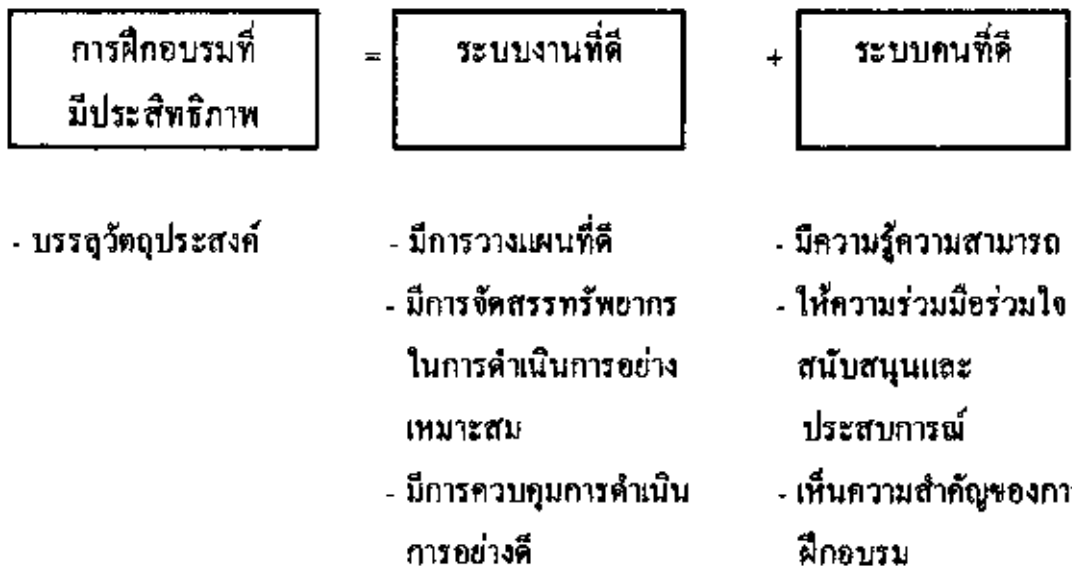 การฝึกอบรมที่
มีประสิทธิภาพ
=
ระบบงานที่ดี
+
ระบบคนที่ดี
- บรรลุวัตถุประสงค์
- มีการวางแผนที่ดี
- มีการจัดสรรทรัพยากร
ในการดำเนินการอย่าง
เหมาะสม
- มีการควบคุมการดำเนิน
การอย่างดี
- มีความรู้ความสามารถ
- ให้ความร่วมมือร่วมใจ
สนับสนุนและ
ประสบการณ์
- เห็นความสำคัญของกา
ฝึกอบรม